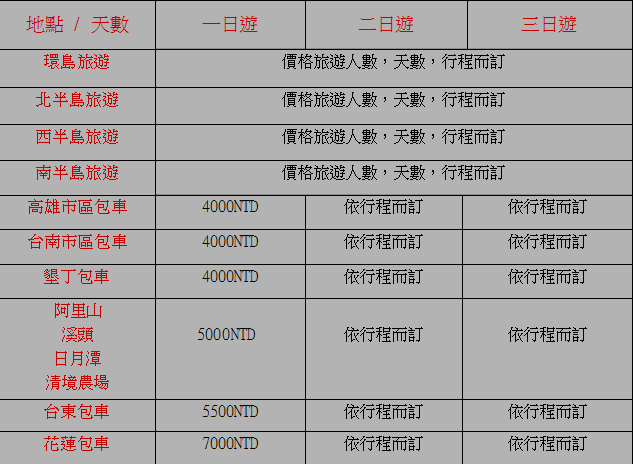 地點 / 天數 一日遊 二日遊 三日遊
環島旅遊 價格旅遊人數，天數，行程而訂
北半島旅遊 價格旅遊人數，天數，行程而訂
西半島旅遊 價格旅遊人數，天數，行程而訂
南半島旅遊 價格旅遊人數，天數，行程而訂
高雄市區包車 4000NTD 依行程而訂 依行程而訂
台南市區包車 4000NTD 依行程而訂 依行程而訂
墾丁包車 4000NTD 依行程而訂 依行程而訂
阿里山
溪頭 5000NTD 依行程而訂 依行程而訂
日月潭
清境農場
台東包車 5500NTD 依行程而訂 依行程而訂
花蓮包車 7000NTD 依行程而訂 依行程而訂